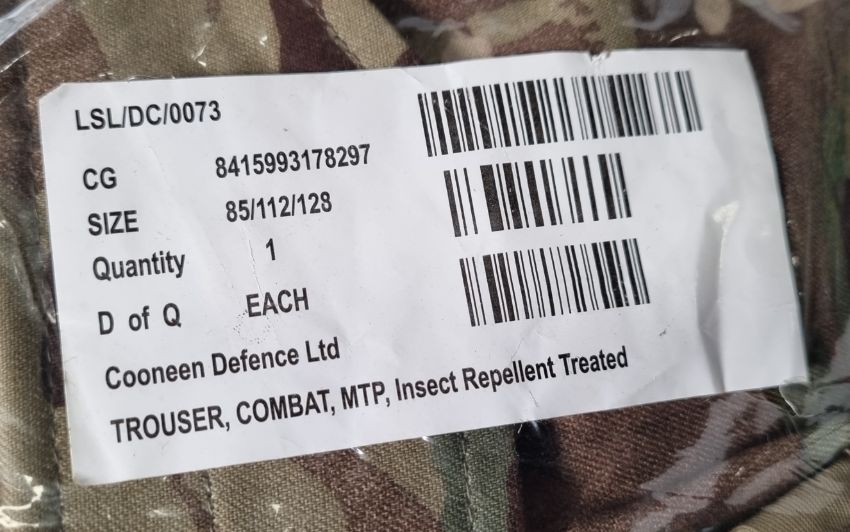 LSL/DC/0073
CG 8415993178297
SIZE 85/112/128
Quantity 1
D of Q EACH
Cooneen Defence Ltd
TROUSER, COMBAT, MTP, Insect Repellent Treated